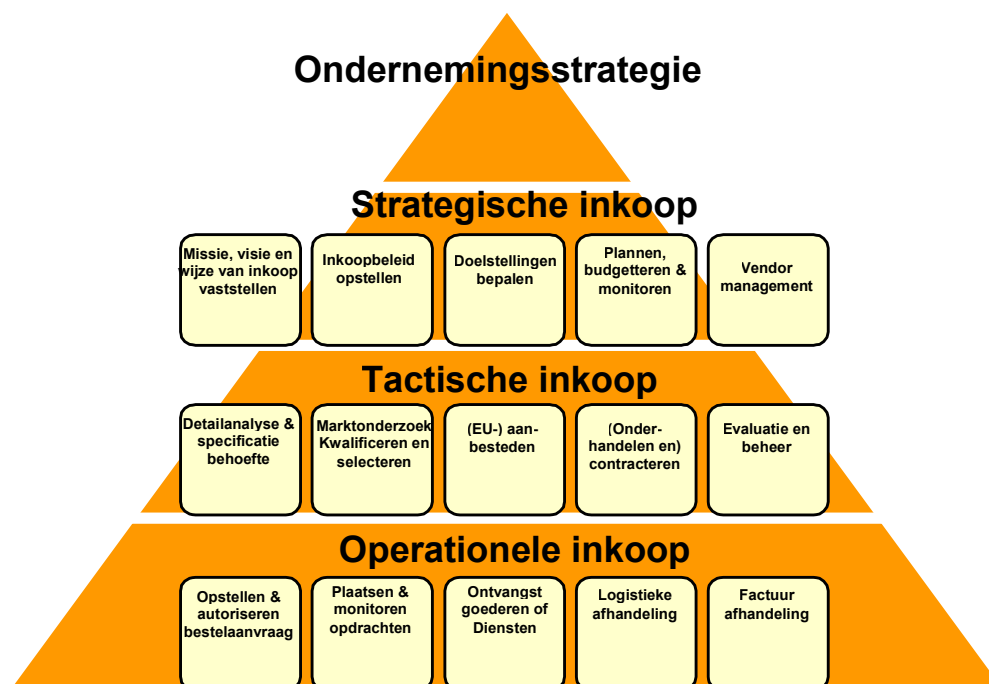 Ondernemingsstrategie
Strategische inkoop
Missie, visie en
wijze van inkoop
vaststellen
Inkoopbeleid
opstellen
Doelstellingen
bepalen
Plannen,
budgetteren &
monitoren
Vendor
management
Tactische inkoop
Detailanalyse &
specificatie
behoefte
Marktonderzoek
Kwalificeren en
selecteren
(EU-) aan-
besteden
(Onder-
handelen en)
contracteren
Evaluatie en
beheer
Operationele inkoop
Opstellen &
autoriseren
bestelaanvraag
Plaatsen &
monitoren
opdrachten
Ontvangst
goederen of
Diensten
Logistieke
afhandeling
Factuur
afhandeling